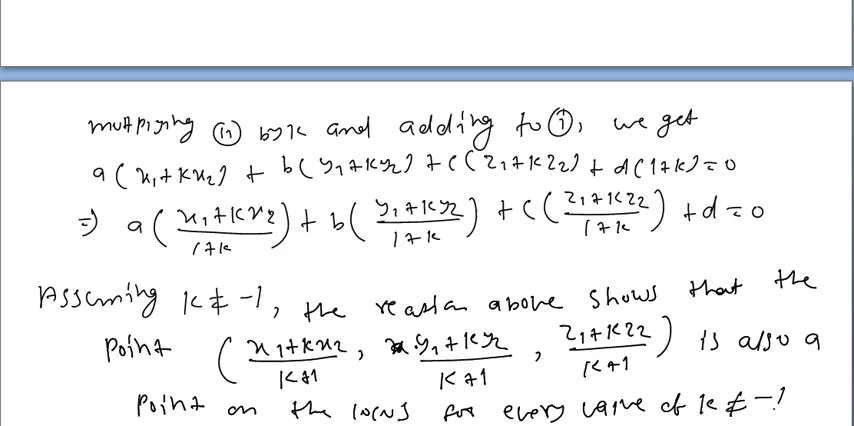 multiplying (ii) by k and adding to (i), we get
a(x₁+kx₂) + b(y₁+ky₂) + c(z₁+kz₂) + d(1+k) = 0
=) a((x₁+kx₂)/(1+k)) + b((y₁+ky₂)/(1+k)) + c((z₁+kz₂)/(1+k)) + d = 0
Assuming k ≠ -1, the relation above shows that the
point ((x₁+kx₂)/(k+1), (y₁+ky₂)/(k+1), (z₁+kz₂)/(k+1)) is also a
point on the locus for every value of k ≠ -1